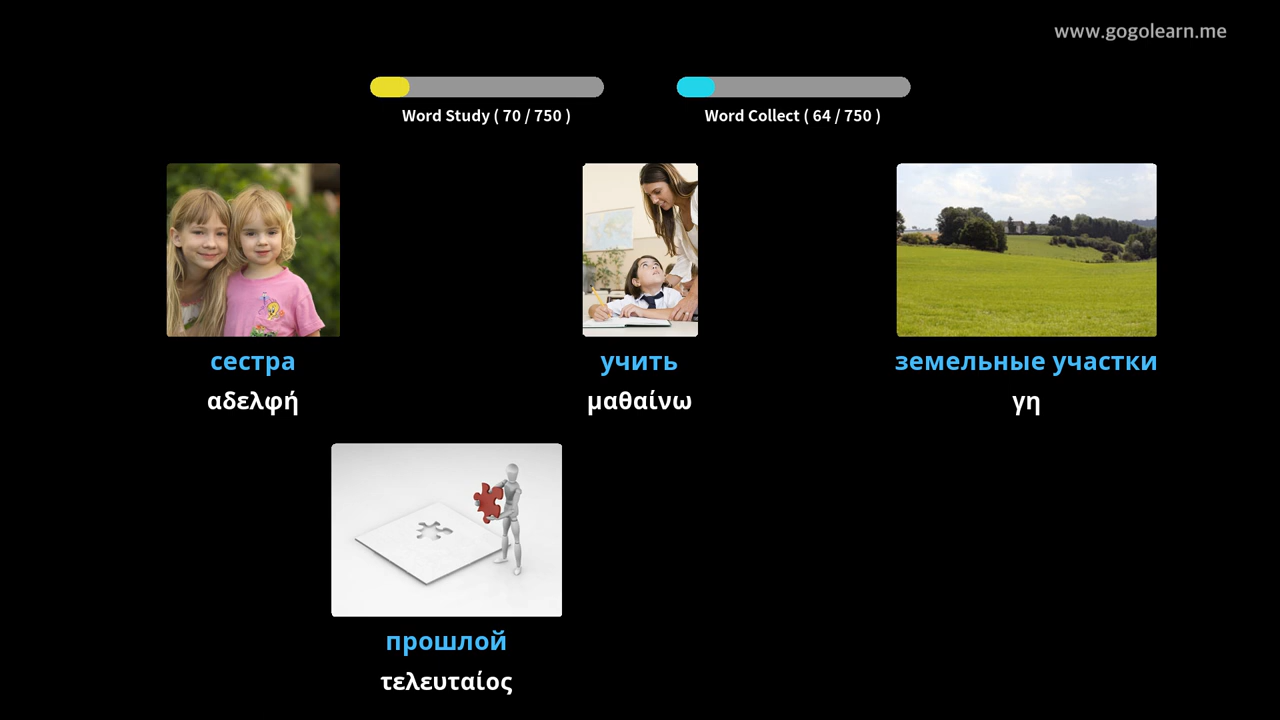 www.gogolearn.me
Word Study ( 70 / 750 )
Word Collect ( 64 / 750 )
сестра
αδελφή
учить
μαθαίνω
земельные участки
γη
прошлой
τελευταίος